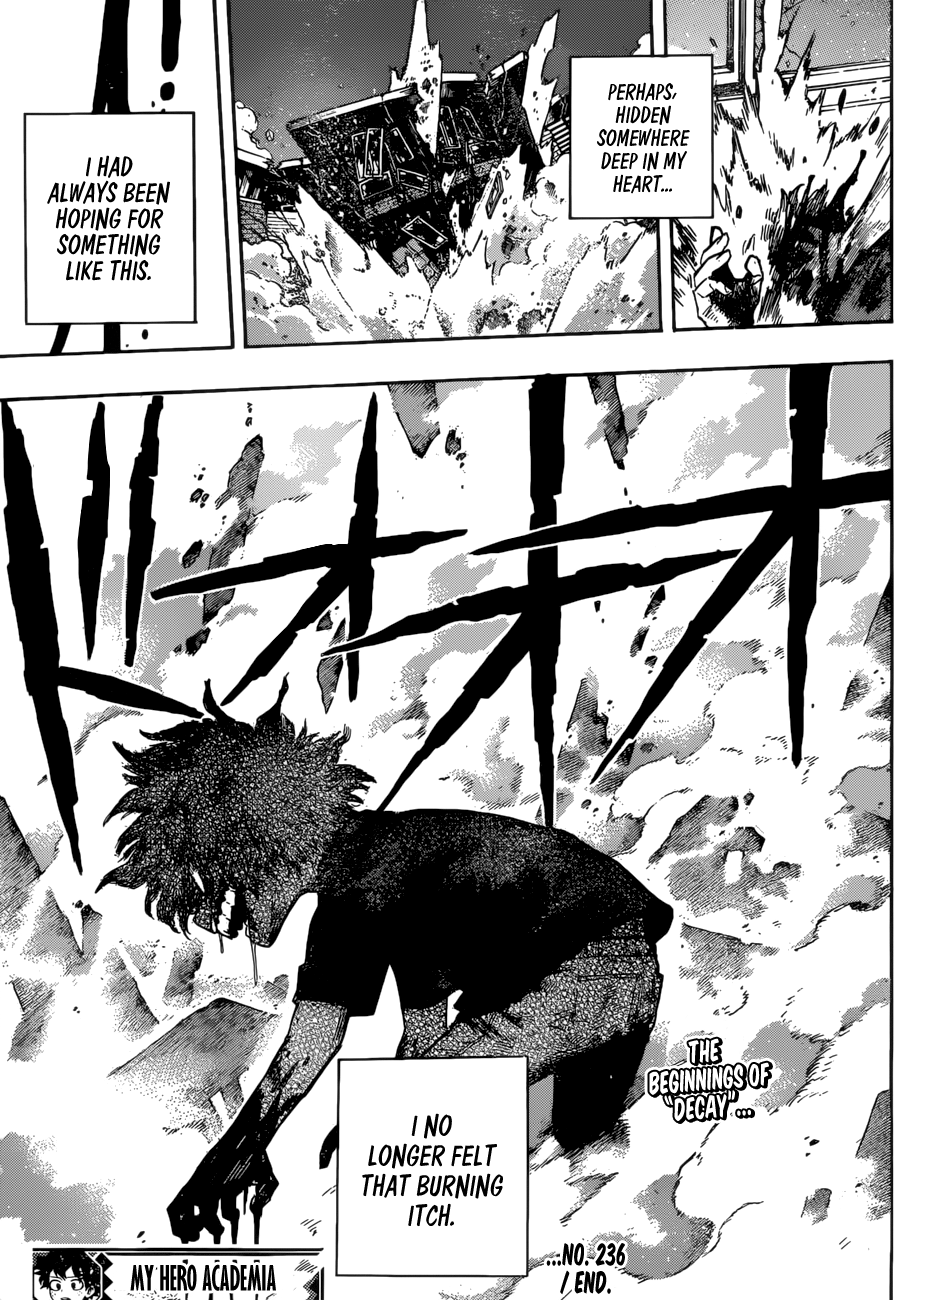 PERHAPS,
HIDDEN
SOMEWHERE
DEEP IN MY
HEART...
I HAD
ALWAYS BEEN
HOPING FOR
SOMETHING
LIKE THIS.
ドオオオ
THE
BEGINNINGS OF
"DECAY"...
I NO
LONGER FELT
THAT BURNING
ITCH.
...NO. 236
/ END.
MY HERO ACADEMIA